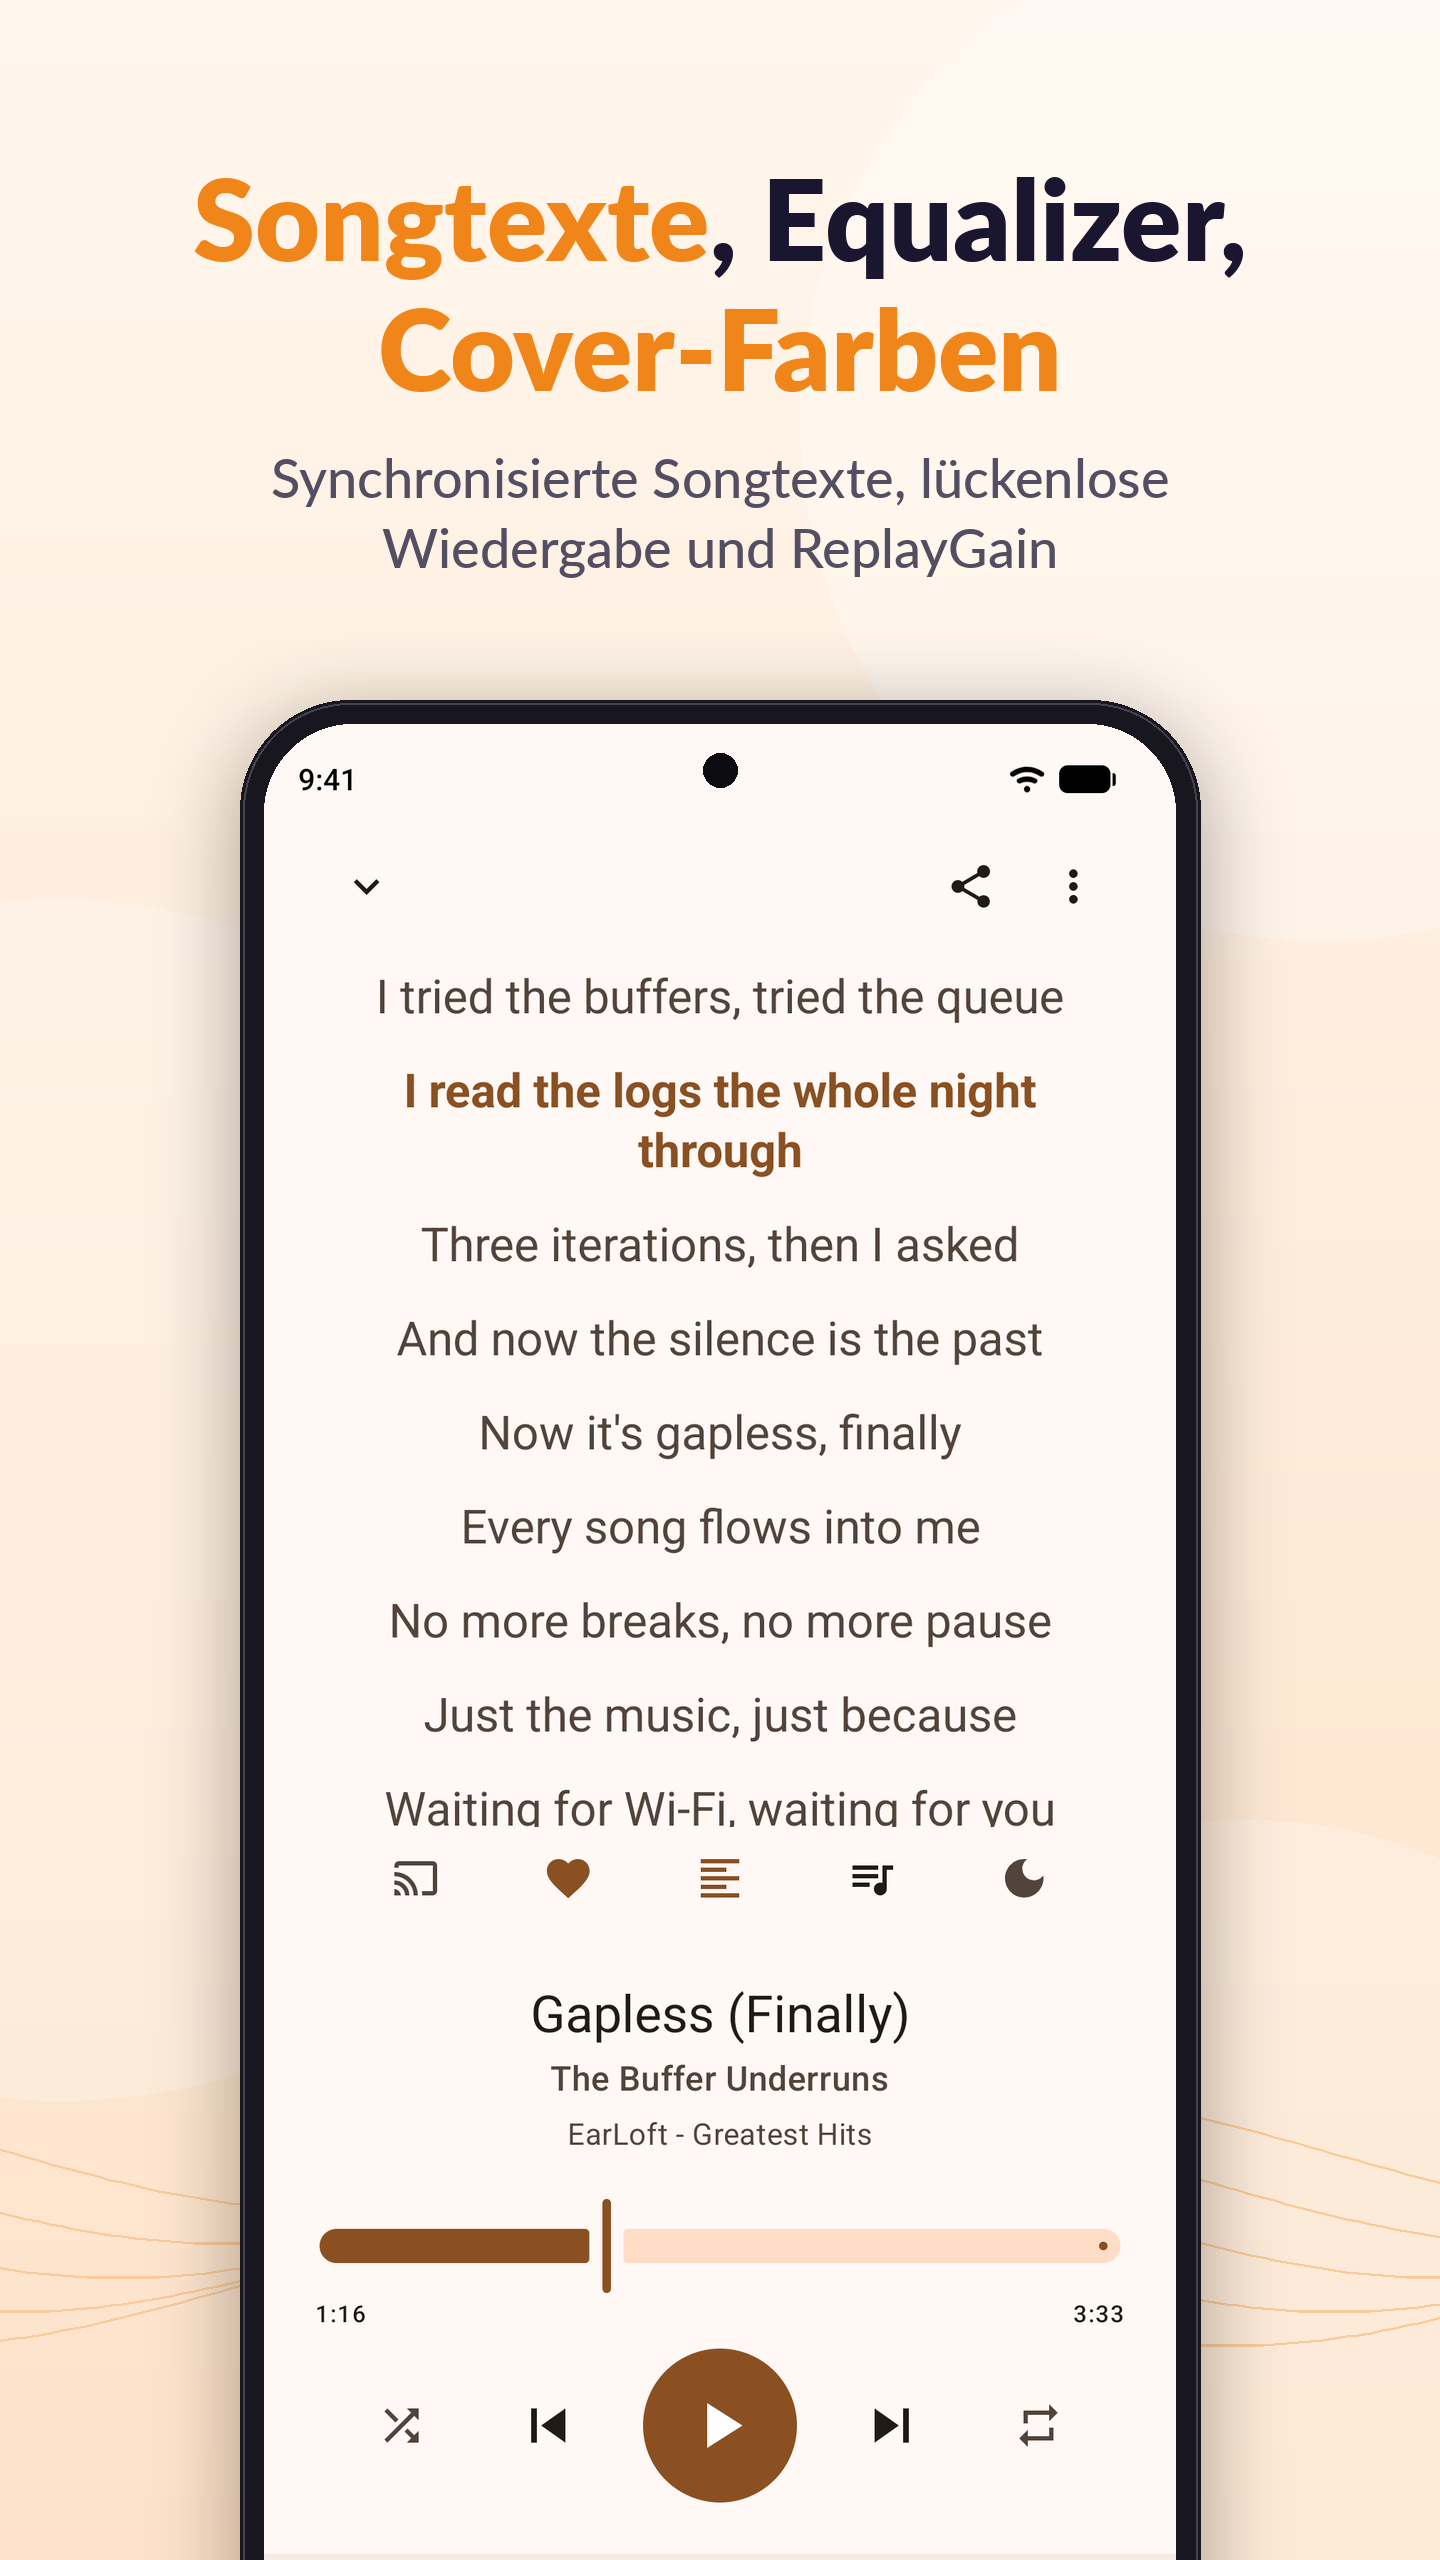 Songtexte, Equalizer,
Cover-Farben
Synchronisierte Songtexte, lückenlose
Wiedergabe und ReplayGain
9:41
I tried the buffers, tried the queue
I read the logs the whole night
through
Three iterations, then I asked
And now the silence is the past
Now it's gapless, finally
Every song flows into me
No more breaks, no more pause
Just the music, just because
Waiting for Wi-Fi, waiting for you
Gapless (Finally)
The Buffer Underruns
EarLoft - Greatest Hits
1:16
3:33